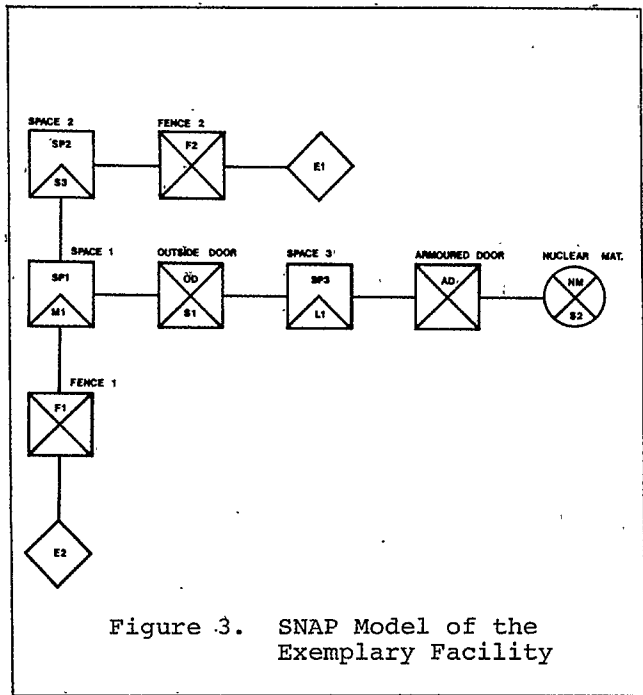 SPACE 2
FENCE 2
SP2
S3
F2
E1
SPACE 1
OUTSIDE DOOR
SPACE 3
ARMOURED DOOR
NUCLEAR MAT.
SP1
M1
OD
S1
SP3
L1
AD
NM
S2
FENCE 1
F1
E2
Figure 3. SNAP Model of the
Exemplary Facility